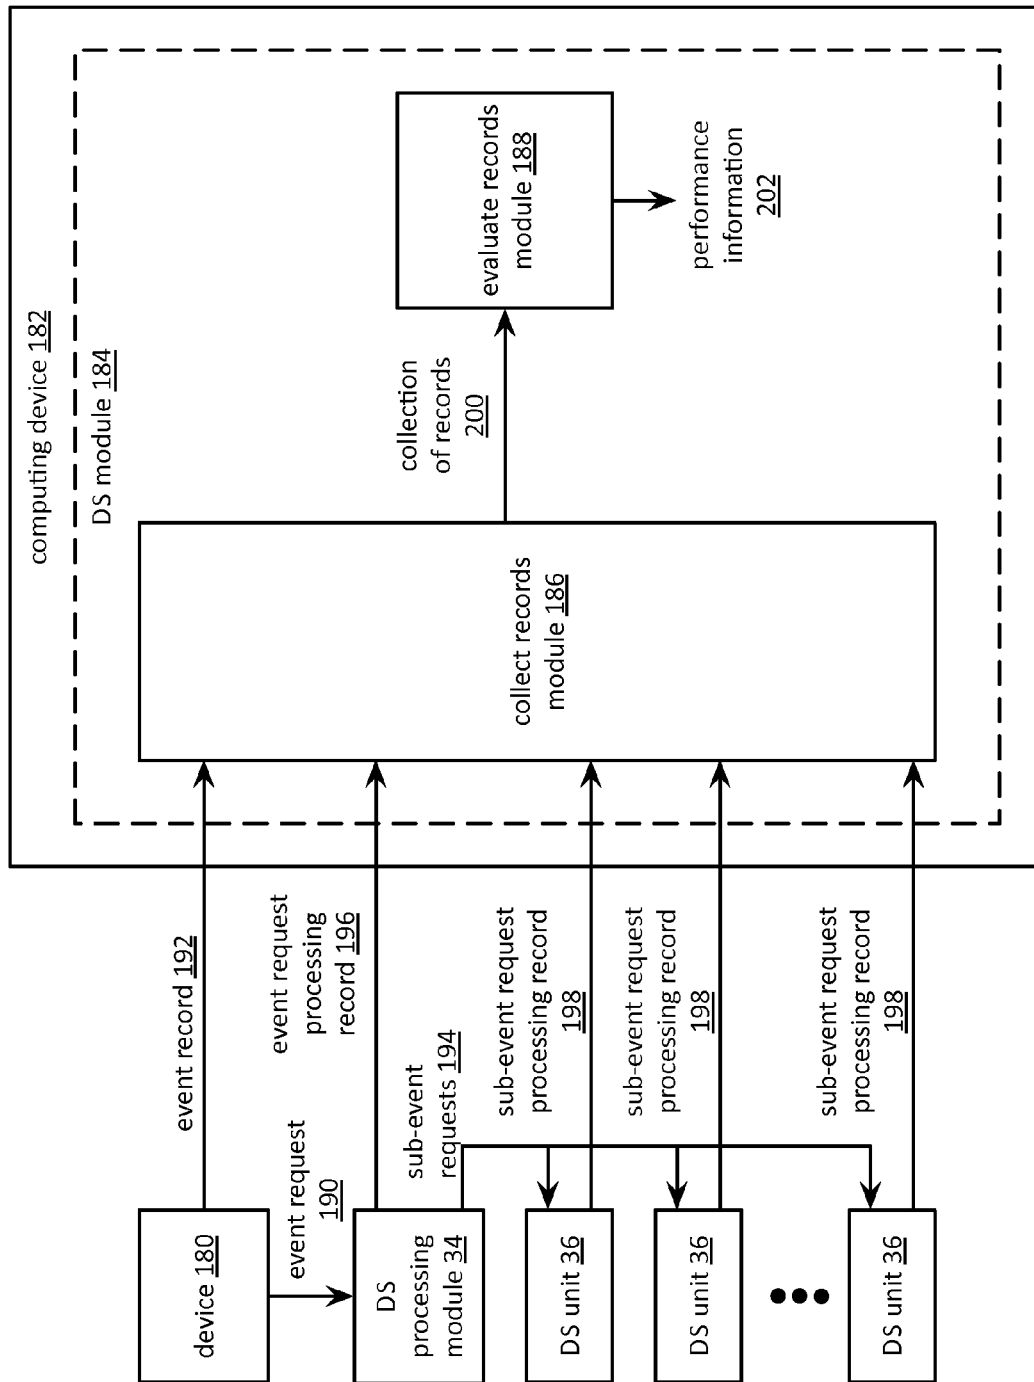 computing device 182
DS module 184
device 180
event record 192
event request
190
DS
processing
module 34
event request
processing
record 196
sub-event
requests 194
DS unit 36
sub-event request
processing record
198
DS unit 36
sub-event request
processing record
198
DS unit 36
sub-event request
processing record
198
collect records
module 186
collection
of records
200
evaluate records
module 188
performance
information
202